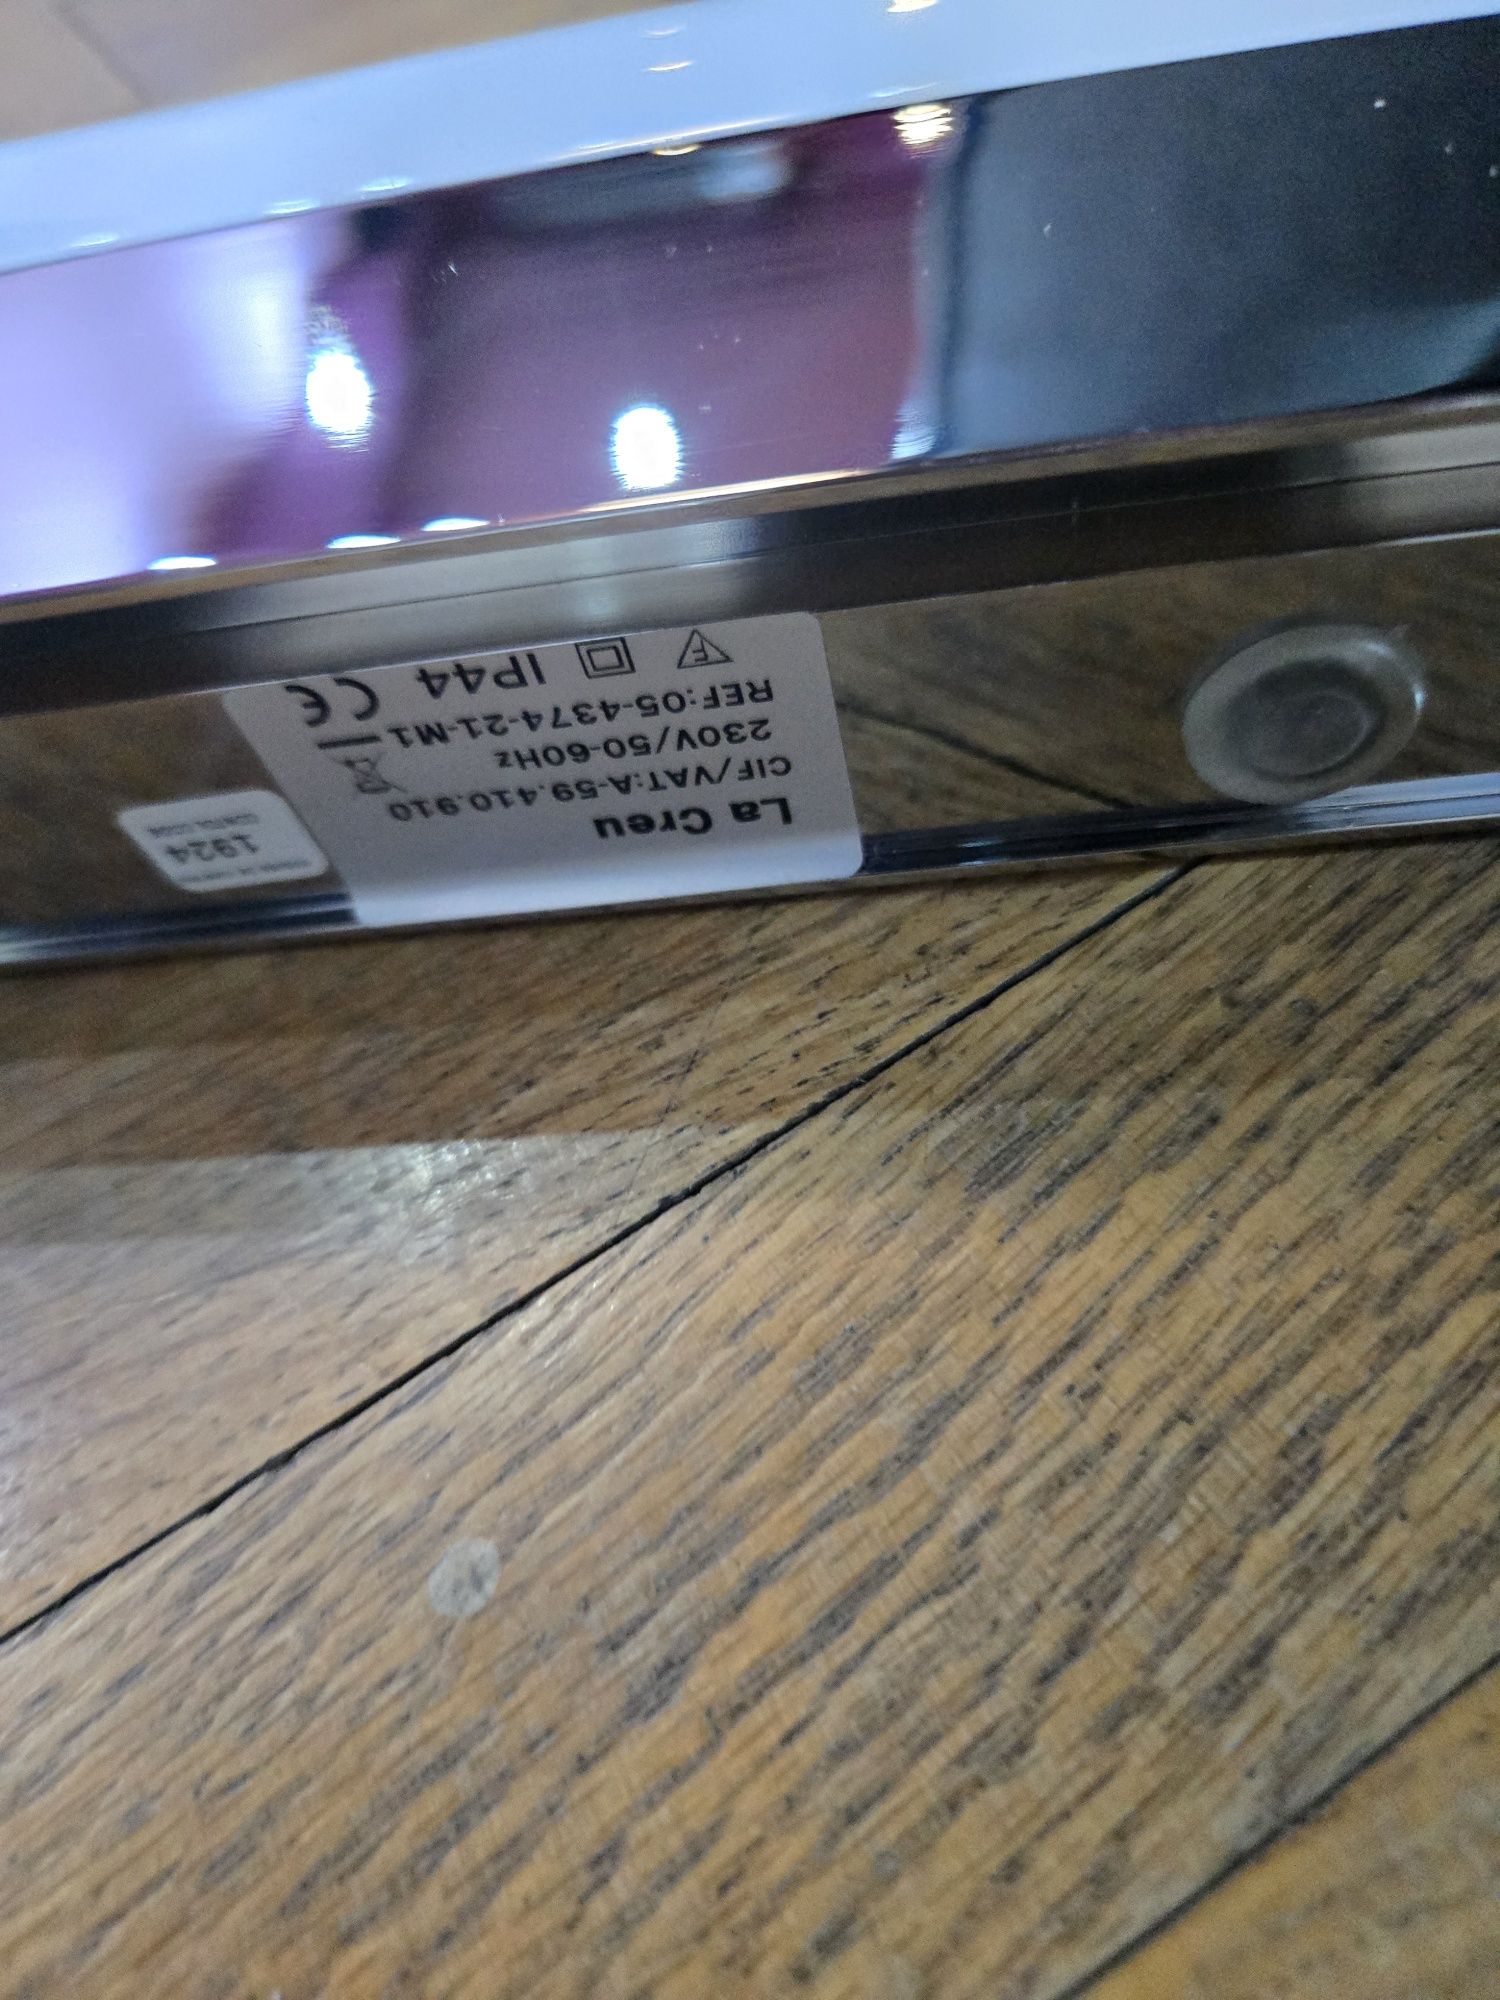 La Creu
CIF/VAT:A-59.410.910
230V/50-60Hz
REF:05-4374-21-M1
F IP44 CE
1924